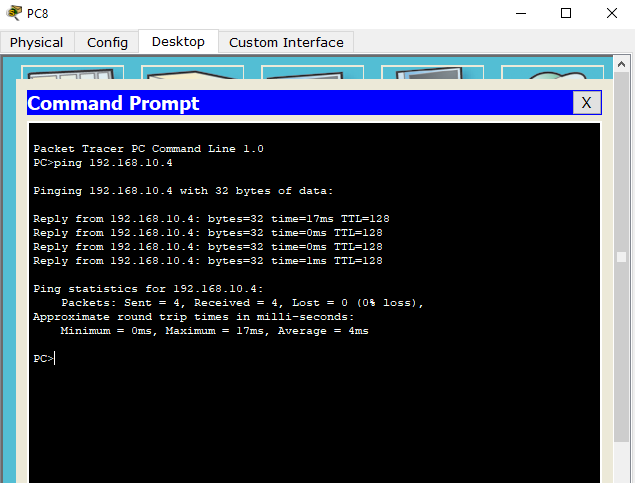 PC8
Physical Config Desktop Custom Interface
Command Prompt X
Packet Tracer PC Command Line 1.0
PC>ping 192.168.10.4
Pinging 192.168.10.4 with 32 bytes of data:
Reply from 192.168.10.4: bytes=32 time=17ms TTL=128
Reply from 192.168.10.4: bytes=32 time=0ms TTL=128
Reply from 192.168.10.4: bytes=32 time=0ms TTL=128
Reply from 192.168.10.4: bytes=32 time=1ms TTL=128
Ping statistics for 192.168.10.4:
Packets: Sent = 4, Received = 4, Lost = 0 (0% loss),
Approximate round trip times in milli-seconds:
Minimum = 0ms, Maximum = 17ms, Average = 4ms
PC>